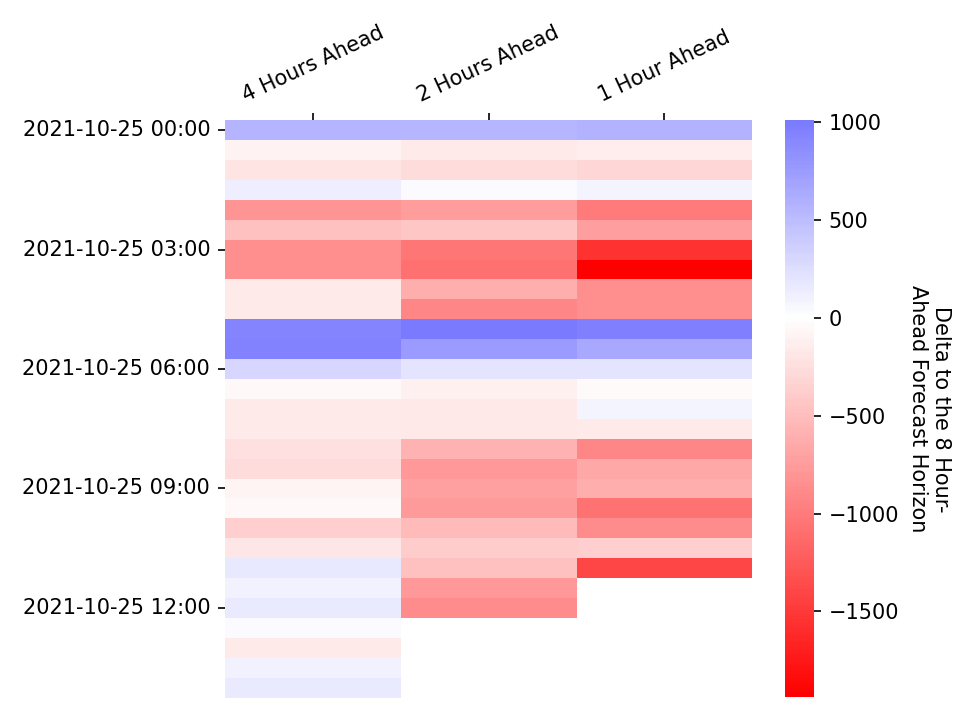 4 Hours Ahead
2 Hours Ahead
1 Hour Ahead
2021-10-25 00:00
2021-10-25 03:00
2021-10-25 06:00
2021-10-25 09:00
2021-10-25 12:00
1000
500
0
−500
−1000
−1500
Delta to the 8 Hour-
Ahead Forecast Horizon